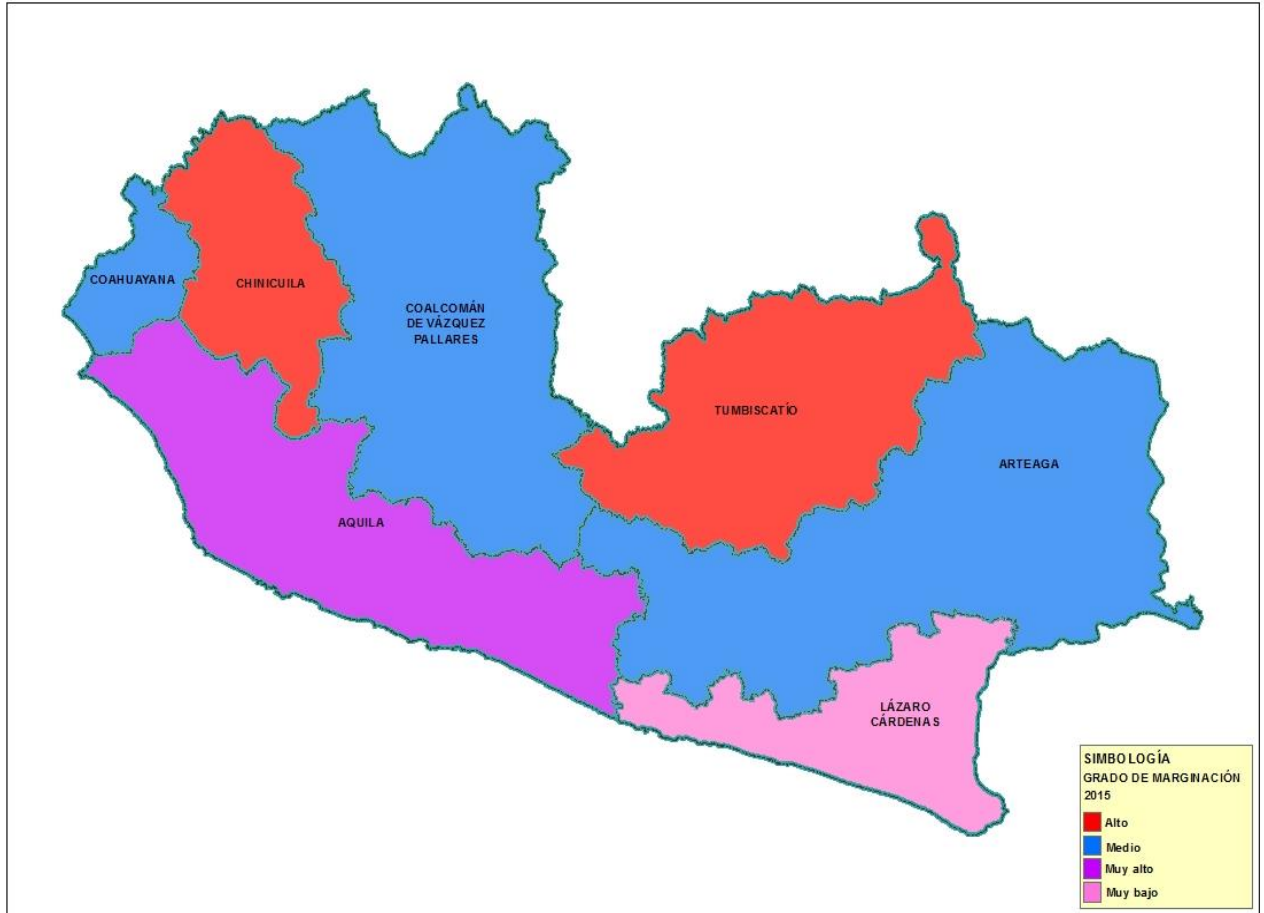 COAHUAYANA
CHINICUILA
COALCOMÁN
DE VÁZQUEZ
PALLARES
TUMBISCATÍO
ARTEAGA
AQUILA
LÁZARO
CÁRDENAS
SIMBOLOGÍA
GRADO DE MARGINACIÓN
2015
Alto
Medio
Muy alto
Muy bajo